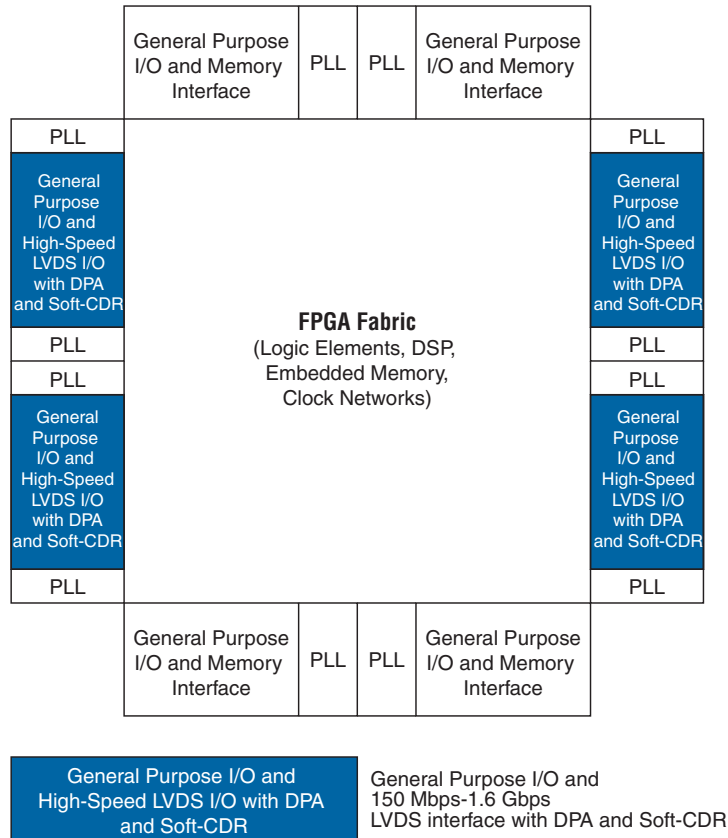 General Purpose
I/O and Memory
Interface
PLL
PLL
General Purpose
I/O and Memory
Interface
PLL
General
Purpose
I/O and
High-Speed
LVDS I/O
with DPA
and Soft-CDR
PLL
PLL
General
Purpose
I/O and
High-Speed
LVDS I/O
with DPA
and Soft-CDR
PLL
FPGA Fabric
(Logic Elements, DSP,
Embedded Memory,
Clock Networks)
PLL
General
Purpose
I/O and
High-Speed
LVDS I/O
with DPA
and Soft-CDR
PLL
PLL
General
Purpose
I/O and
High-Speed
LVDS I/O
with DPA
and Soft-CDR
PLL
General Purpose
I/O and Memory
Interface
PLL
PLL
General Purpose
I/O and Memory
Interface
General Purpose I/O and
High-Speed LVDS I/O with DPA
and Soft-CDR
General Purpose I/O and
150 Mbps-1.6 Gbps
LVDS interface with DPA and Soft-CDR